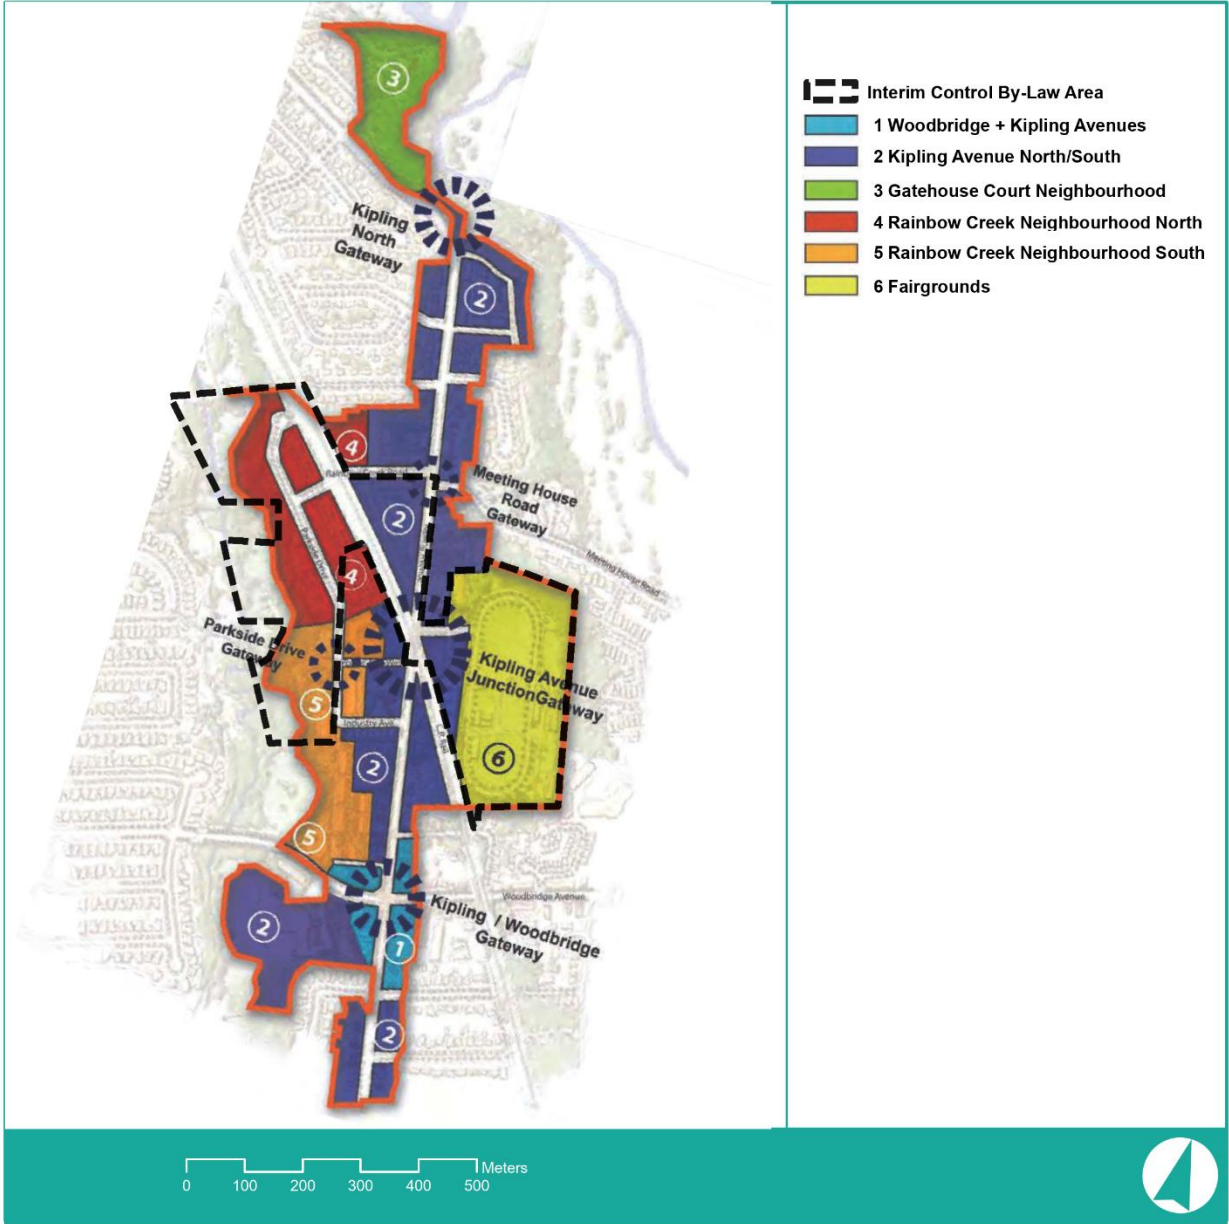 Interim Control By-Law Area
1 Woodbridge + Kipling Avenues
2 Kipling Avenue North/South
3 Gatehouse Court Neighbourhood
4 Rainbow Creek Neighbourhood North
5 Rainbow Creek Neighbourhood South
6 Fairgrounds
3
Kipling
North
Gateway
2
4
Meeting House
Road
Gateway
2
Meeting House Road
Parkside Drive
4
Parkside Drive
Gateway
Kipling Avenue
JunctionGateway
5
Industry Ave.
C.P. Rail
6
2
5
Woodbridge Avenue
Kipling / Woodbridge
Gateway
2
1
2
Meters
0 100 200 300 400 500